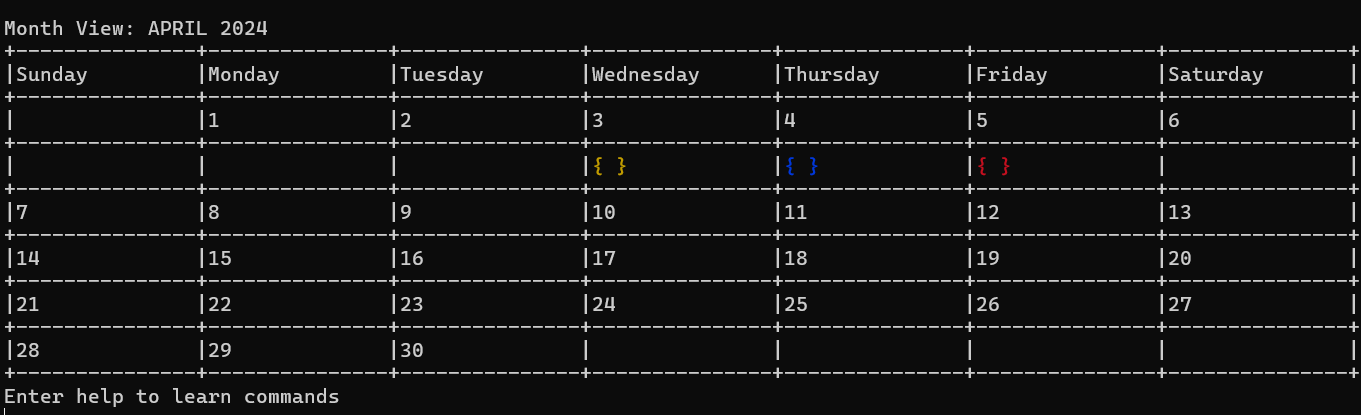 Month View: APRIL 2024
+---------------+---------------+---------------+---------------+---------------+---------------+---------------+
|Sunday         |Monday         |Tuesday        |Wednesday      |Thursday       |Friday         |Saturday       |
+---------------+---------------+---------------+---------------+---------------+---------------+---------------+
|               |1              |2              |3              |4              |5              |6              |
+---------------+---------------+---------------+---------------+---------------+---------------+---------------+
|               |               |               |{ }            |{ }            |{ }            |               |
+---------------+---------------+---------------+---------------+---------------+---------------+---------------+
|7              |8              |9              |10             |11             |12             |13             |
+---------------+---------------+---------------+---------------+---------------+---------------+---------------+
|14             |15             |16             |17             |18             |19             |20             |
+---------------+---------------+---------------+---------------+---------------+---------------+---------------+
|21             |22             |23             |24             |25             |26             |27             |
+---------------+---------------+---------------+---------------+---------------+---------------+---------------+
|28             |29             |30             |               |               |               |               |
+---------------+---------------+---------------+---------------+---------------+---------------+---------------+
Enter help to learn commands